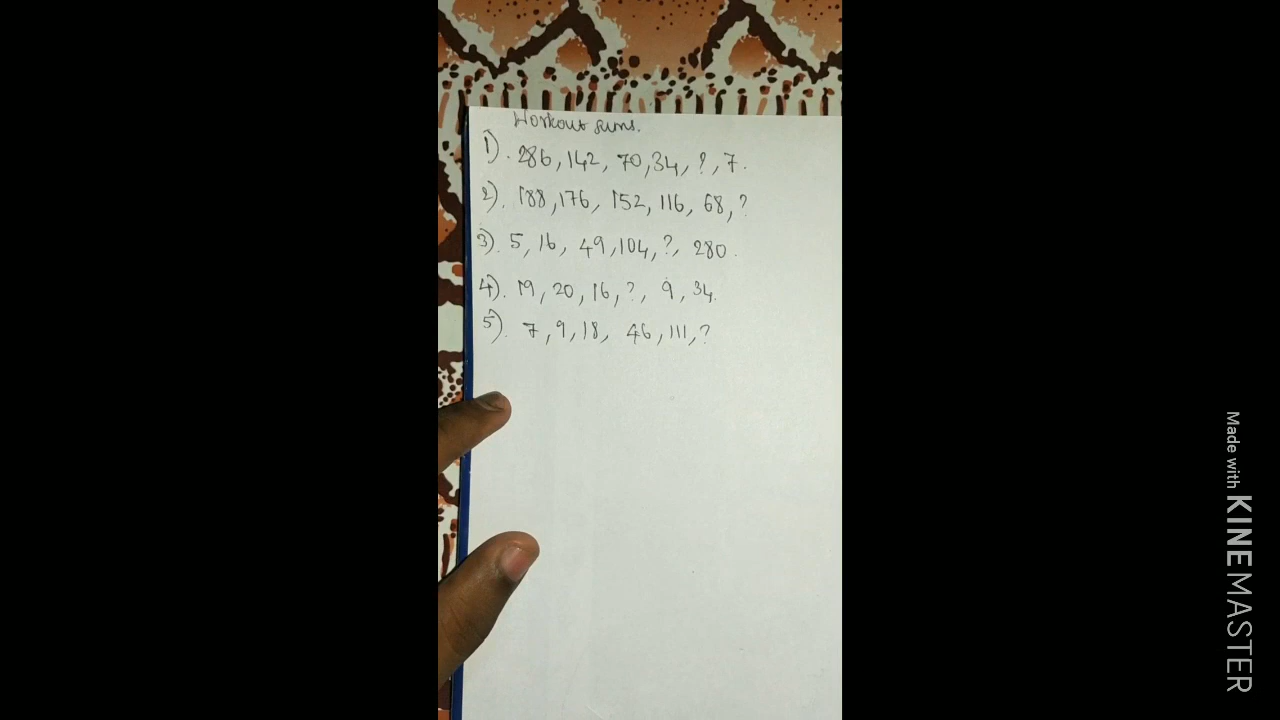 Workout sums.
1). 286, 142, 70, 34, ?, 7.
2). 188, 176, 152, 116, 68, ?
3). 5, 16, 49, 104, ?, 280.
4). 19, 20, 16, ?, 9, 34.
5). 7, 9, 18, 46, 111, ?
Made with KINEMASTER